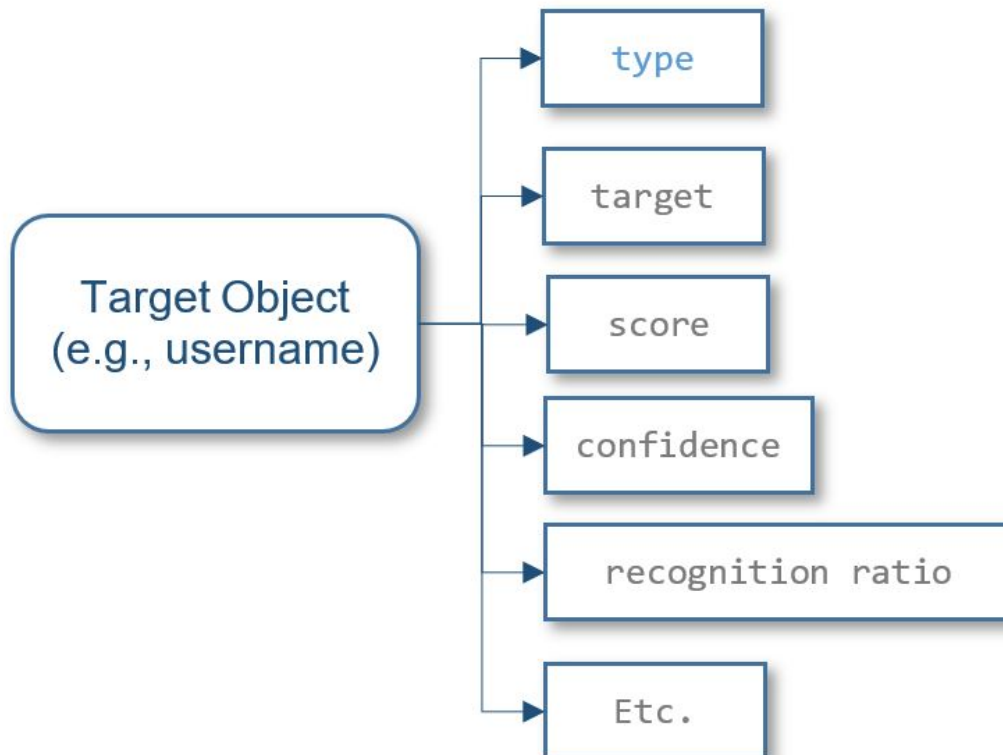 type
target
Target Object
(e.g., username)
score
confidence
recognition ratio
Etc.